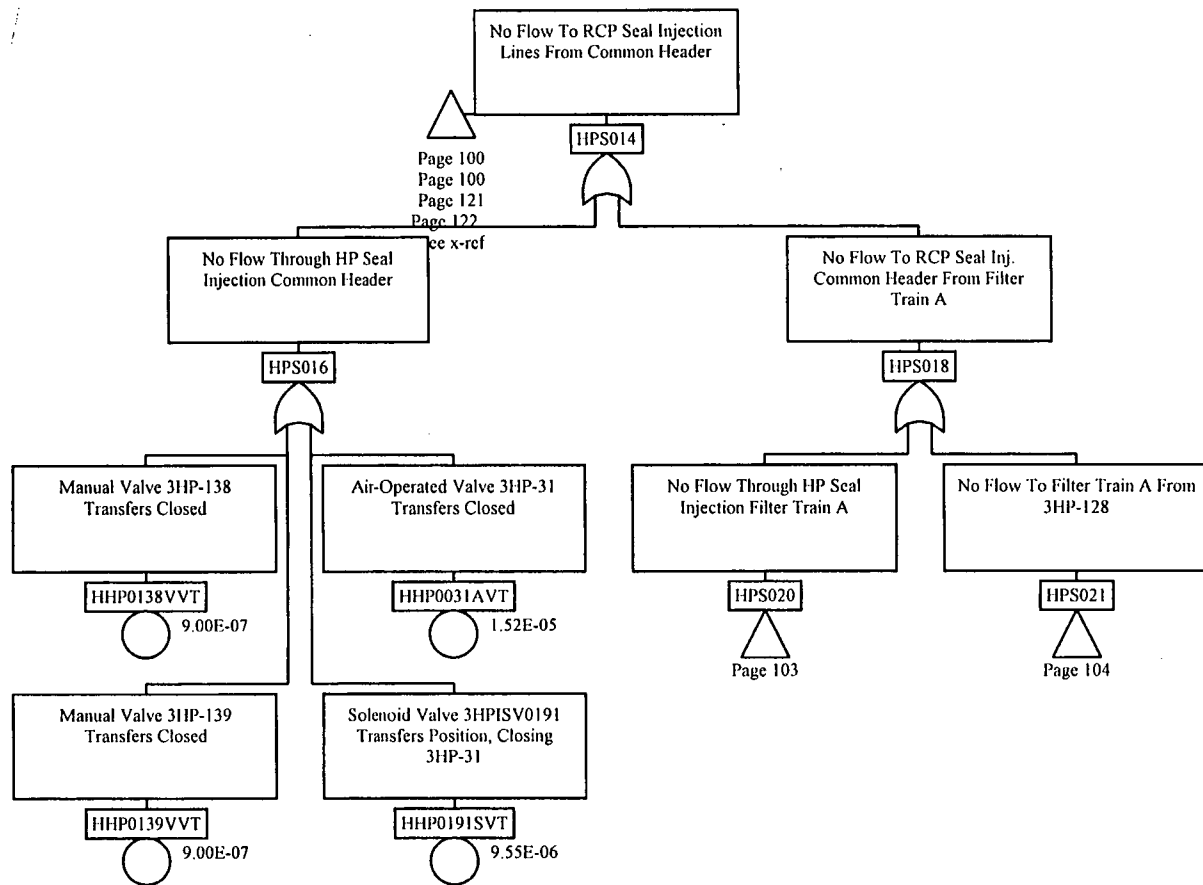 No Flow To RCP Seal Injection
Lines From Common Header
HPS014
Page 100
Page 100
Page 121
Page 122
ee x-ref
No Flow Through HP Seal
Injection Common Header
HPS016
No Flow To RCP Seal Inj.
Common Header From Filter
Train A
HPS018
Manual Valve 3HP-138
Transfers Closed
HHP0138VVT
9.00E-07
Air-Operated Valve 3HP-31
Transfers Closed
HHP0031AVT
1.52E-05
No Flow Through HP Seal
Injection Filter Train A
HPS020
Page 103
No Flow To Filter Train A From
3HP-128
HPS021
Page 104
Manual Valve 3HP-139
Transfers Closed
HHP0139VVT
9.00E-07
Solenoid Valve 3HPISV0191
Transfers Position, Closing
3HP-31
HHP0191SVT
9.55E-06